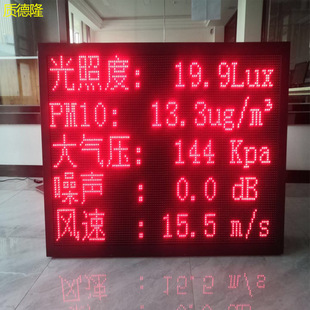 沃德隆
光照度: 19.9Lux
PM10: 13.3ug/m³
大气压: 144 Kpa
噪声 : 0.0 dB
风速 : 15.5 m/s